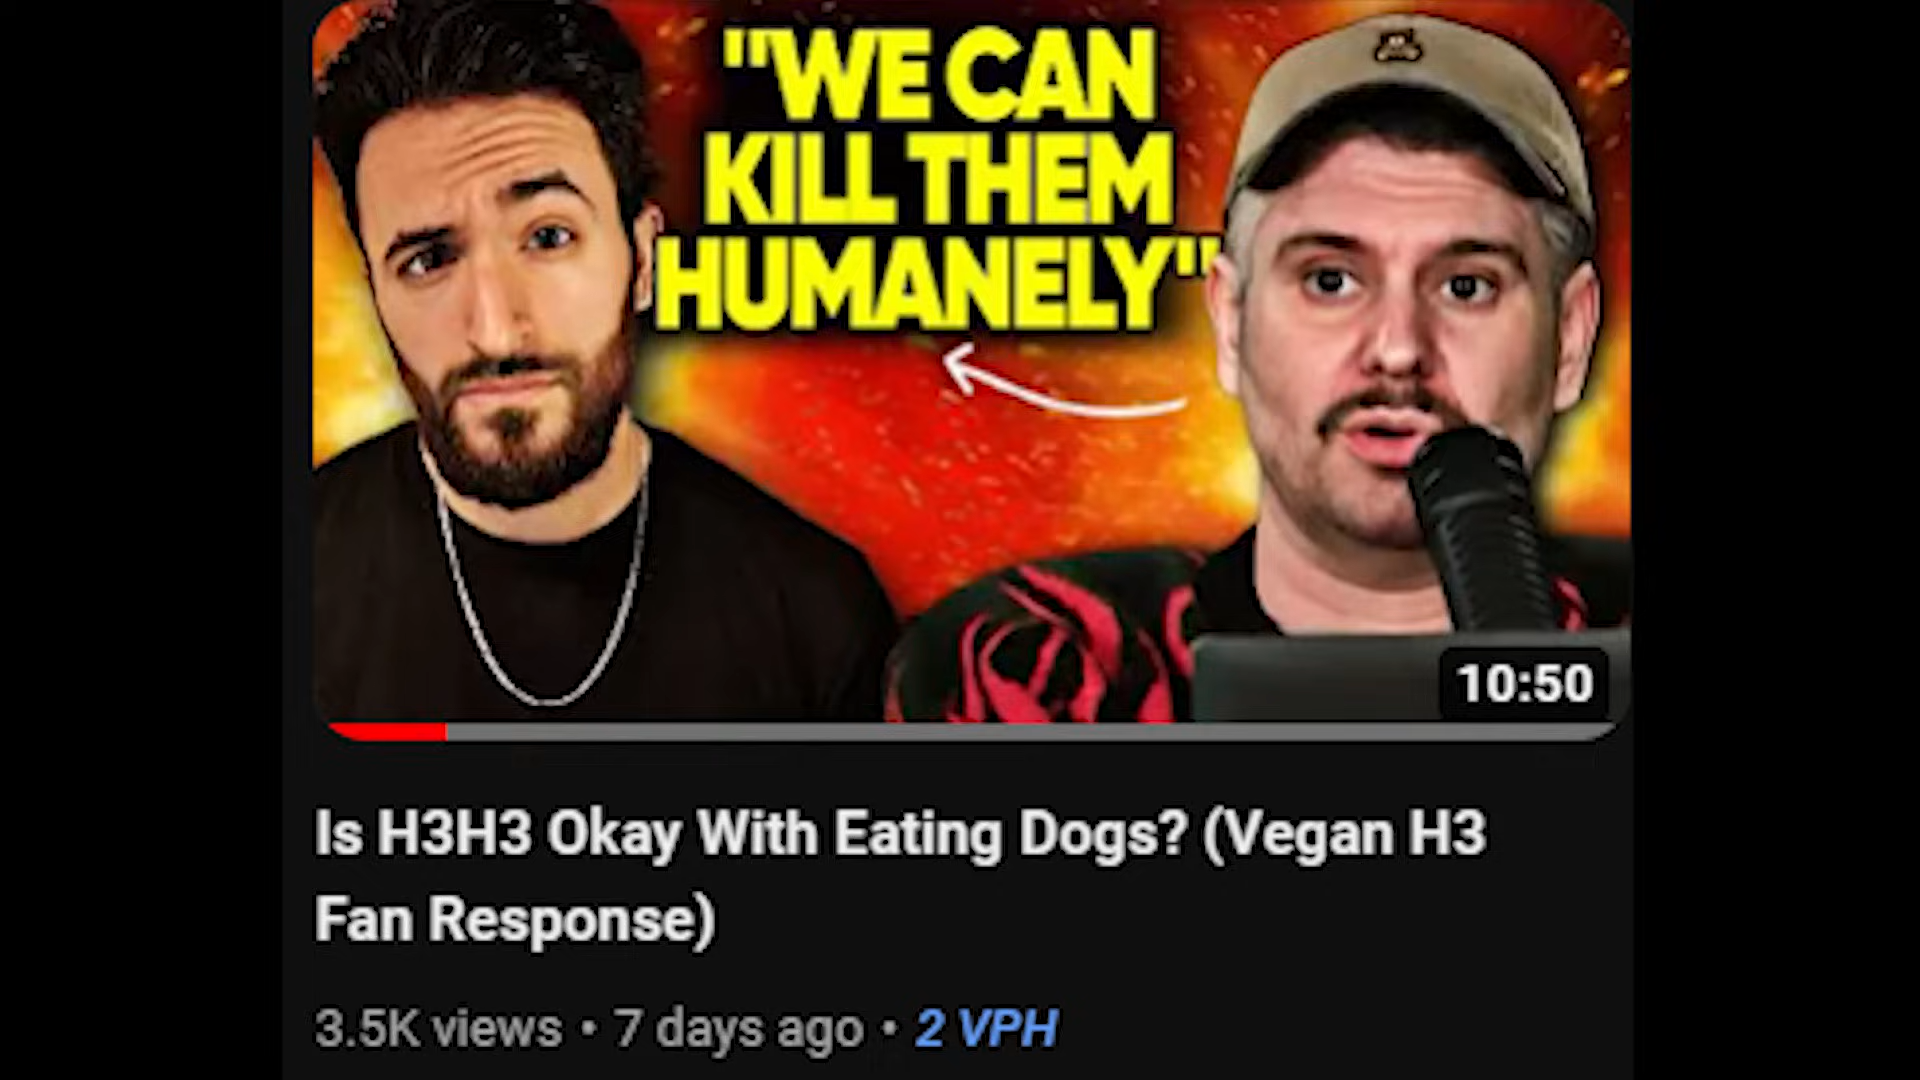 "WE CAN
KILL THEM
HUMANELY"
10:50
Is H3H3 Okay With Eating Dogs? (Vegan H3
Fan Response)
3.5K views • 7 days ago • 2 VPH